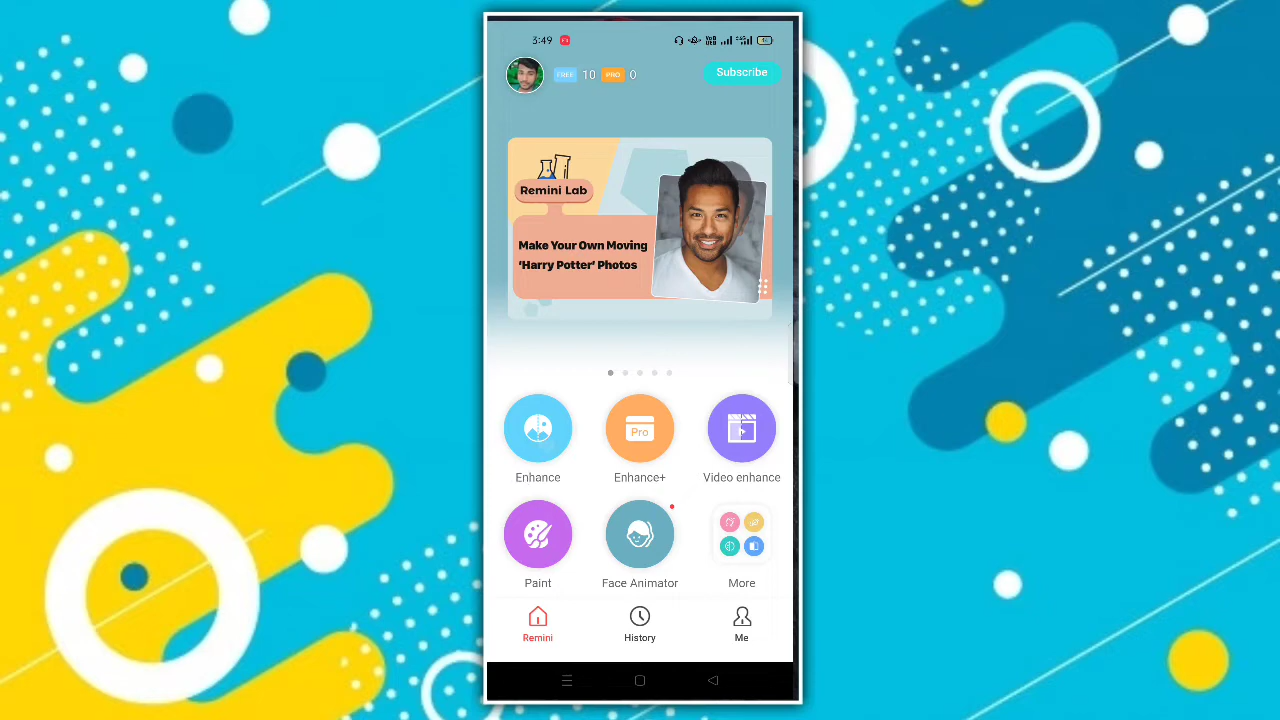 3:49
FREE 10 PRO 0
Subscribe
Remini Lab
Make Your Own Moving
'Harry Potter' Photos
Pro
Enhance Enhance+ Video enhance
Paint Face Animator More
Remini History Me